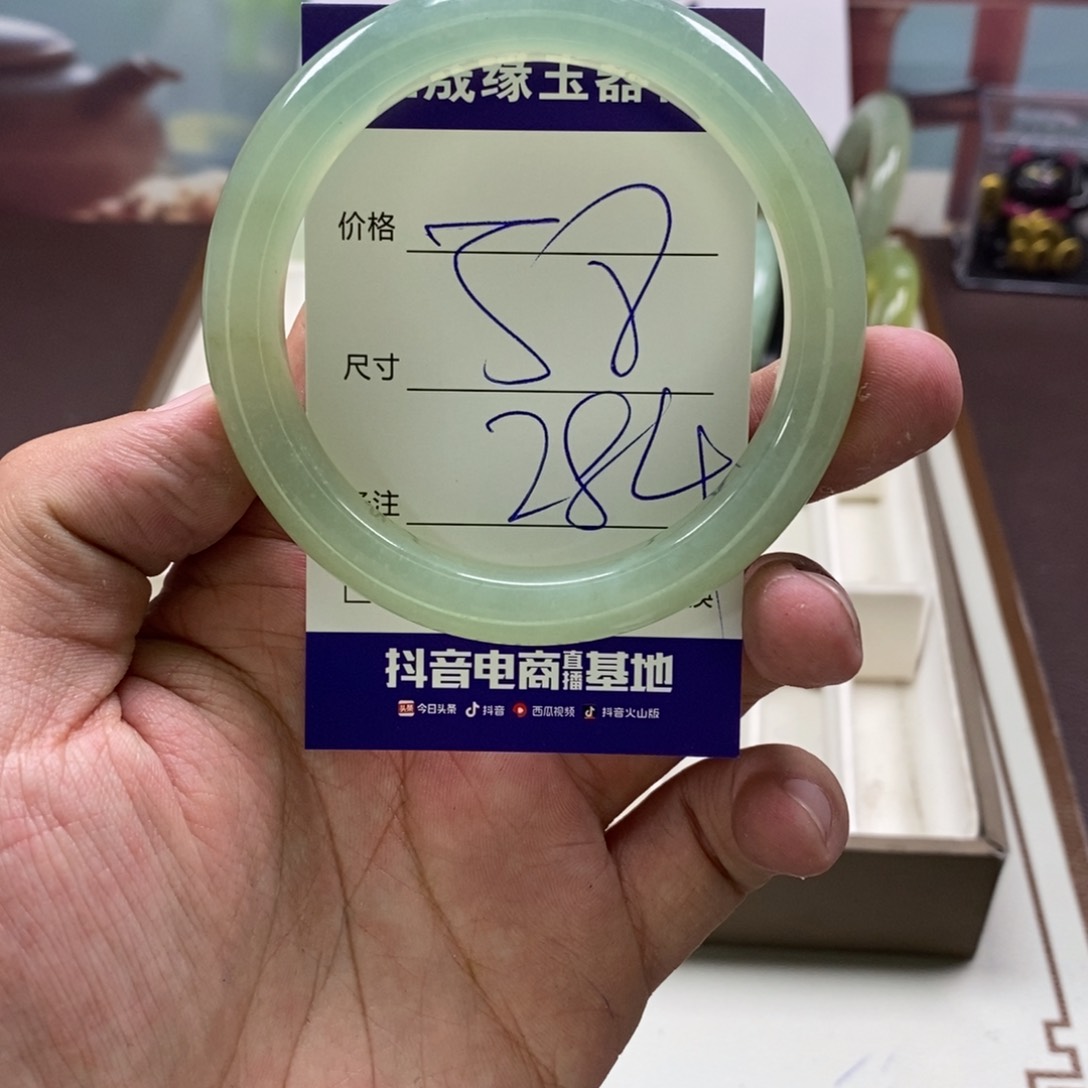 成缘玉器
价格
58
尺寸
284
注
抖音电商直播基地
今日头条 抖音 西瓜视频 抖音火山版